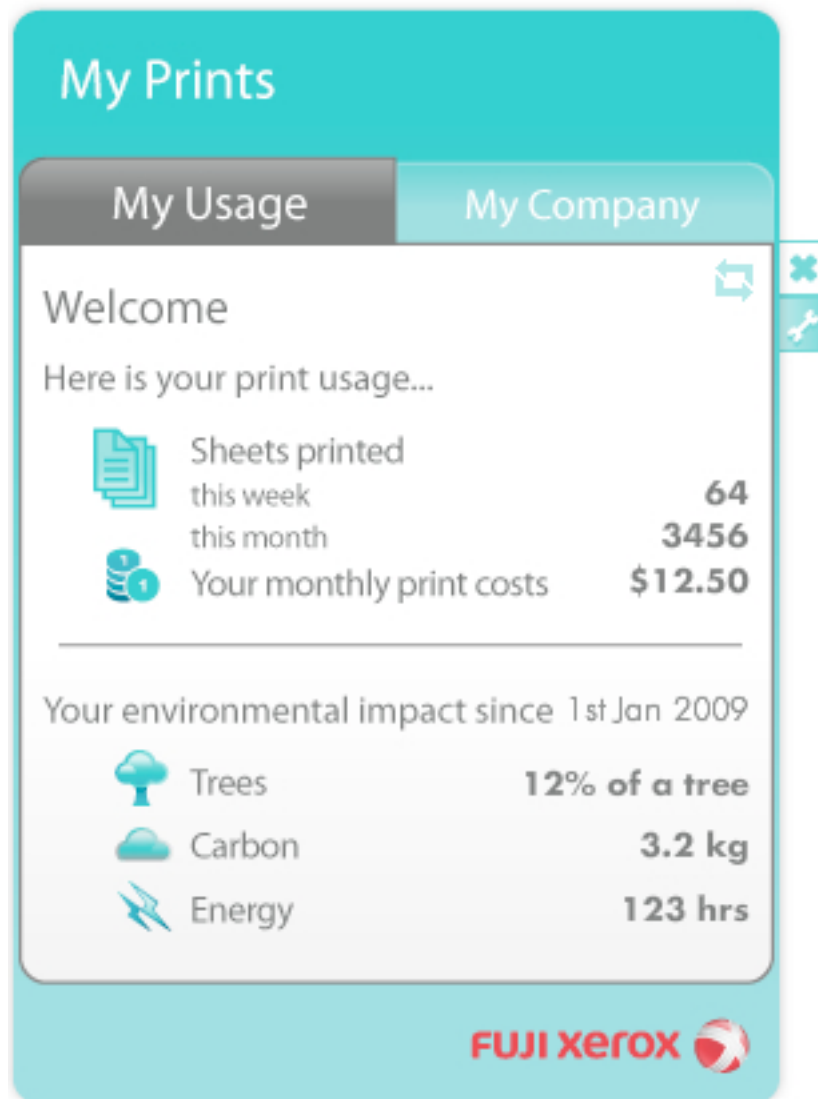 My Prints
My Usage
My Company
Welcome
Here is your print usage...
Sheets printed
this week 64
this month 3456
Your monthly print costs $12.50
Your environmental impact since 1st Jan 2009
Trees 12% of a tree
Carbon 3.2 kg
Energy 123 hrs
FUJI xerox